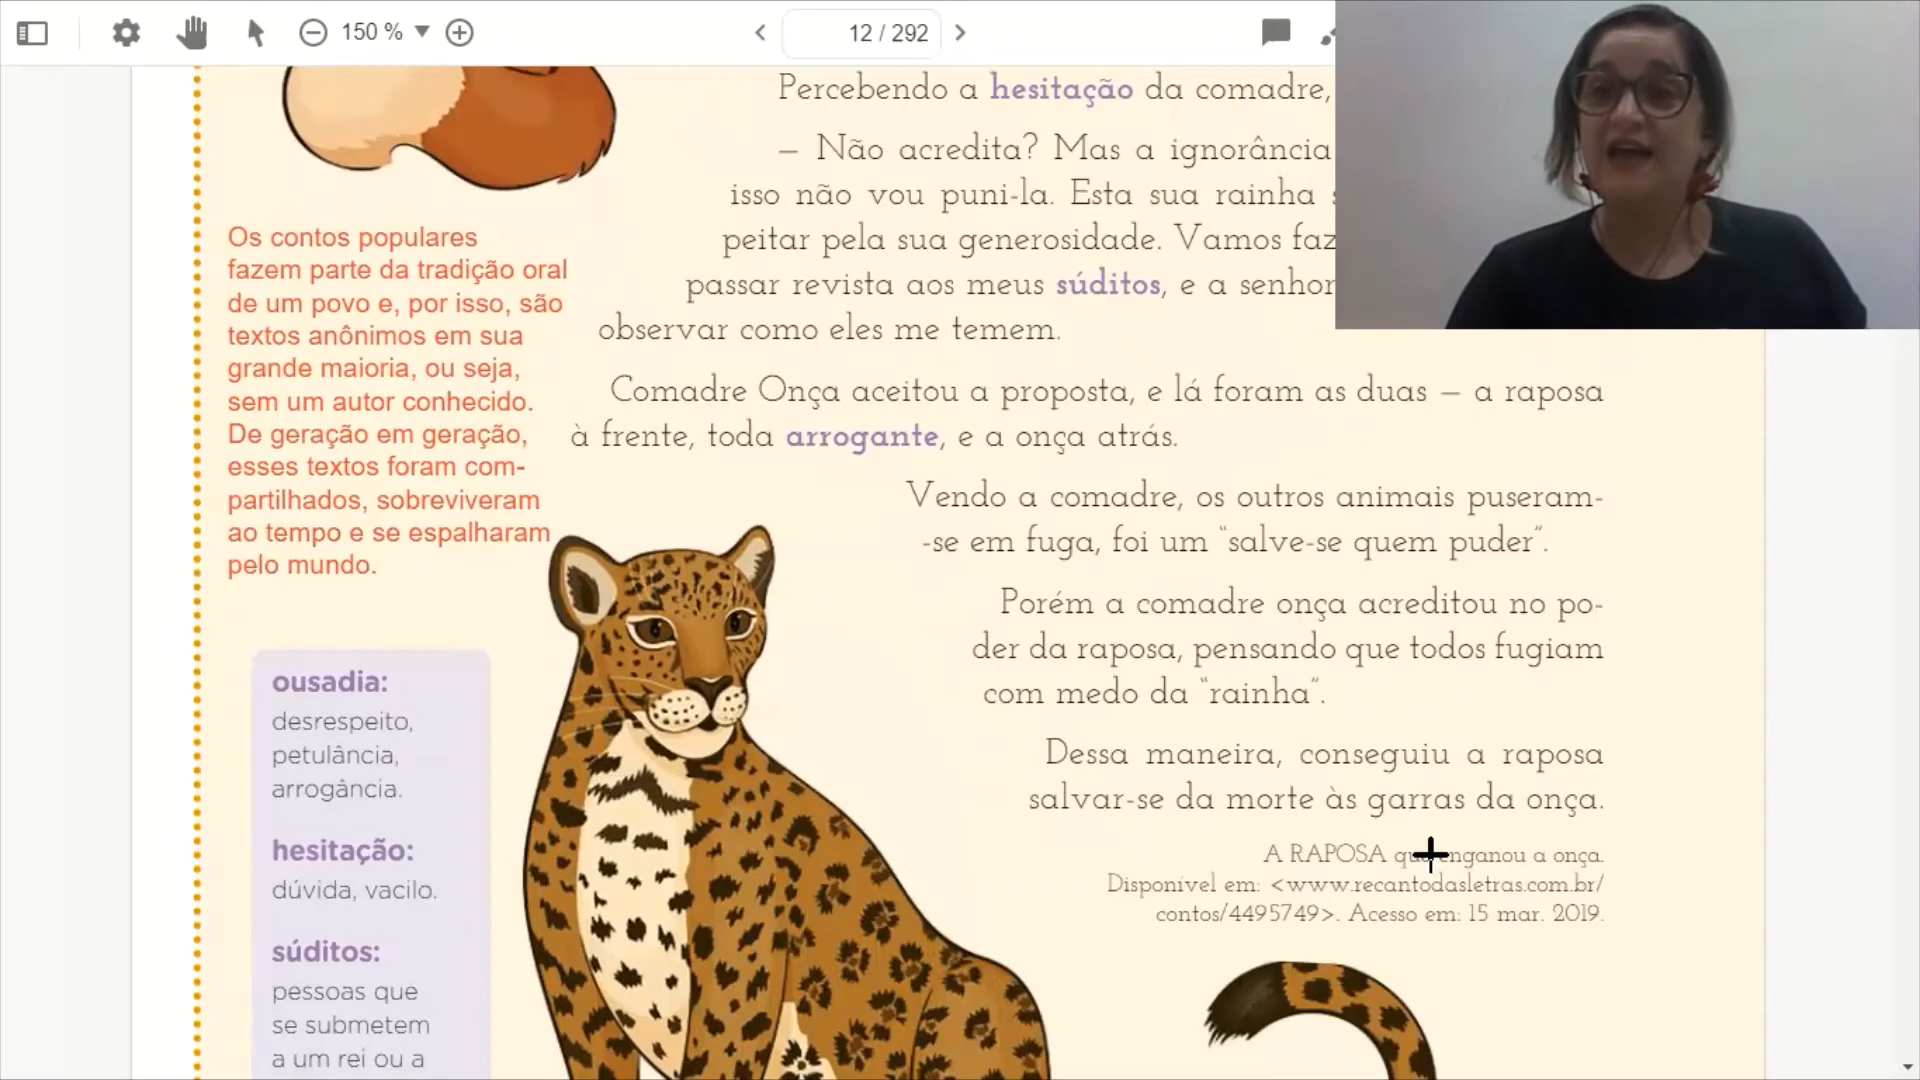 150 %
12 / 292
Percebendo a hesitação da comadre,
– Não acredita? Mas a ignorância
isso não vou puni-la. Esta sua rainha
peitar pela sua generosidade. Vamos faz
passar revista aos meus súditos, e a senhor
observar como eles me temem.
Comadre Onça aceitou a proposta, e lá foram as duas – a raposa
à frente, toda arrogante, e a onça atrás.
Vendo a comadre, os outros animais puseram-
-se em fuga, foi um “salve-se quem puder”.
Porém a comadre onça acreditou no po-
der da raposa, pensando que todos fugiam
com medo da “rainha”.
Dessa maneira, conseguiu a raposa
salvar-se da morte às garras da onça.
A RAPOSA que enganou a onça.
Disponível em: <www.recantodasletras.com.br/
contos/4495749>. Acesso em: 15 mar. 2019.
Os contos populares
fazem parte da tradição oral
de um povo e, por isso, são
textos anônimos em sua
grande maioria, ou seja,
sem um autor conhecido.
De geração em geração,
esses textos foram com-
partilhados, sobreviveram
ao tempo e se espalharam
pelo mundo.
ousadia:
desrespeito,
petulância,
arrogância.
hesitação:
dúvida, vacilo.
súditos:
pessoas que
se submetem
a um rei ou a